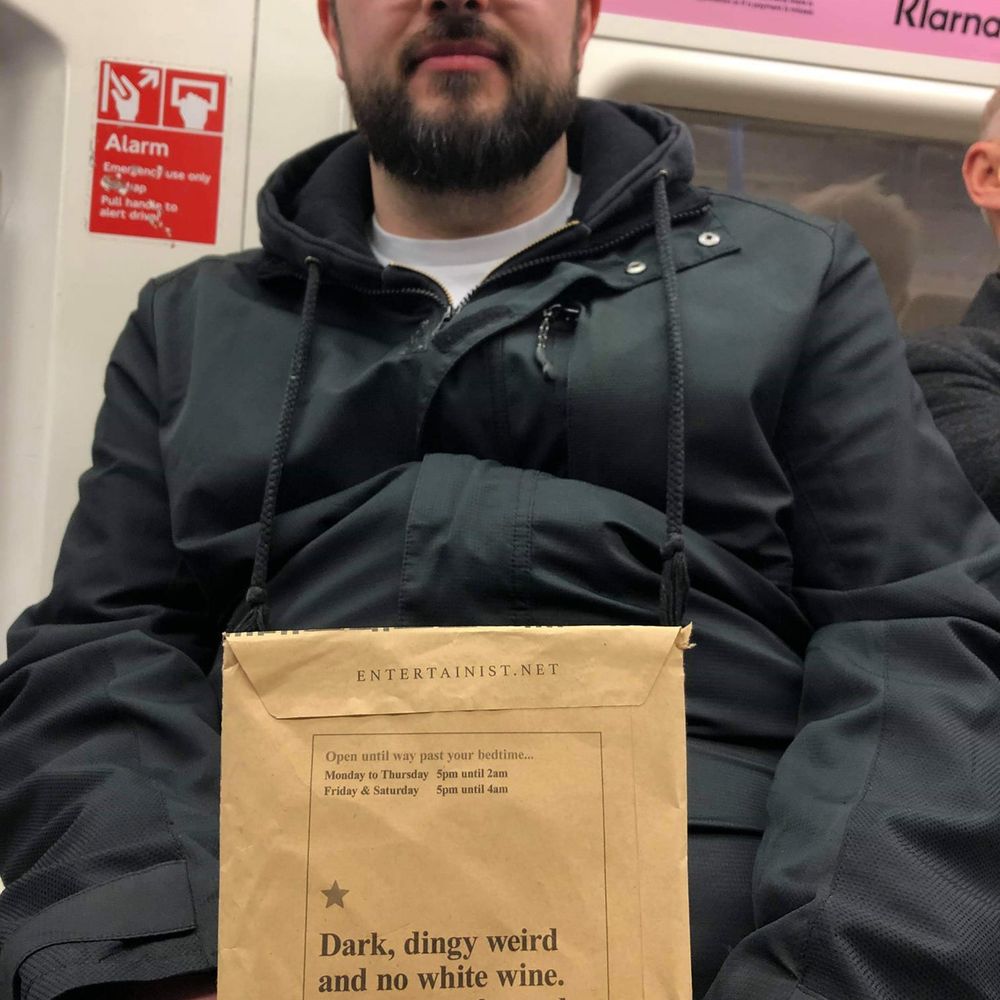 Klarna
Alarm
Emergency use only
Pull handle to
alert driver
ENTERTAINIST.NET
Open until way past your bedtime...
Monday to Thursday 5pm until 2am
Friday & Saturday 5pm until 4am
Dark, dingy weird
and no white wine.